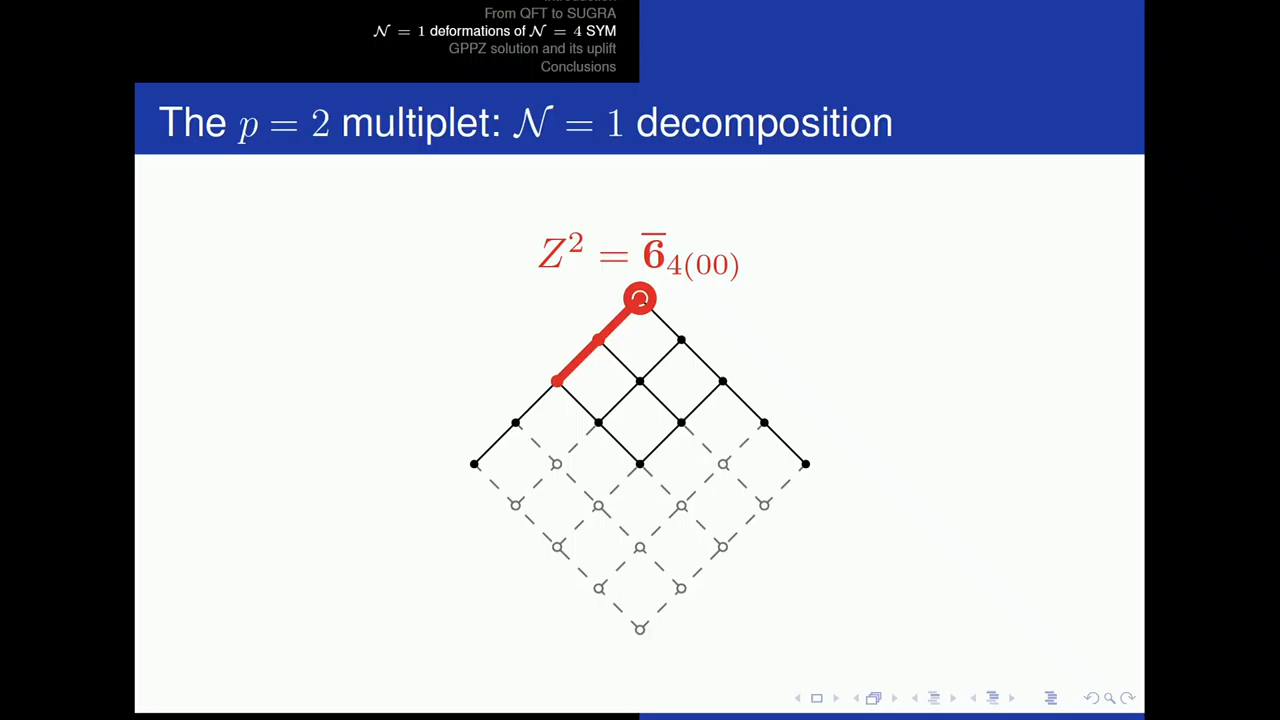 Introduction
From QFT to SUGRA
𝒩 = 1 deformations of 𝒩 = 4 SYM
GPPZ solution and its uplift
Conclusions
The p = 2 multiplet: 𝒩 = 1 decomposition
Z² = 6̅₄₍₀₀₎